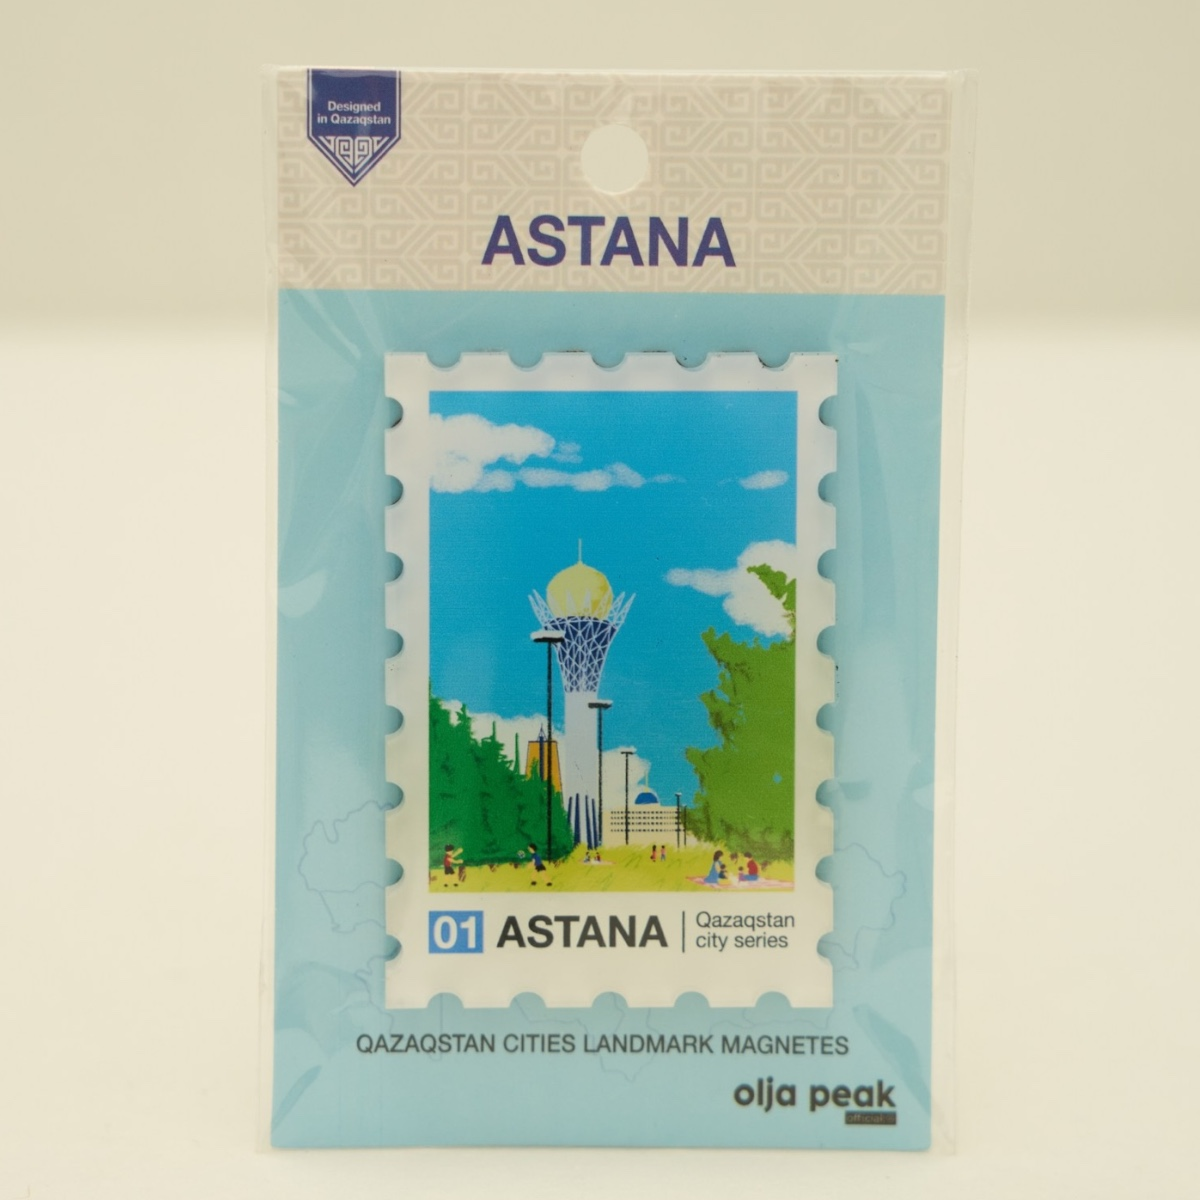 Designed
in Qazaqstan
ASTANA
01 ASTANA
Qazaqstan
city series
QAZAQSTAN CITIES LANDMARK MAGNETES
olja peak